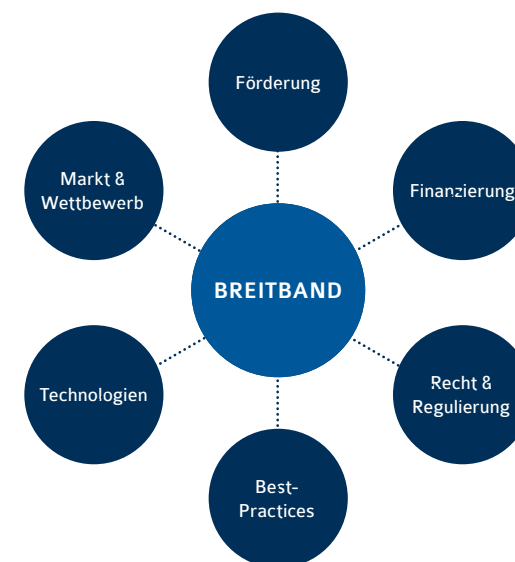 Förderung
Markt &
Wettbewerb
Finanzierung
BREITBAND
Technologien
Recht &
Regulierung
Best-
Practices